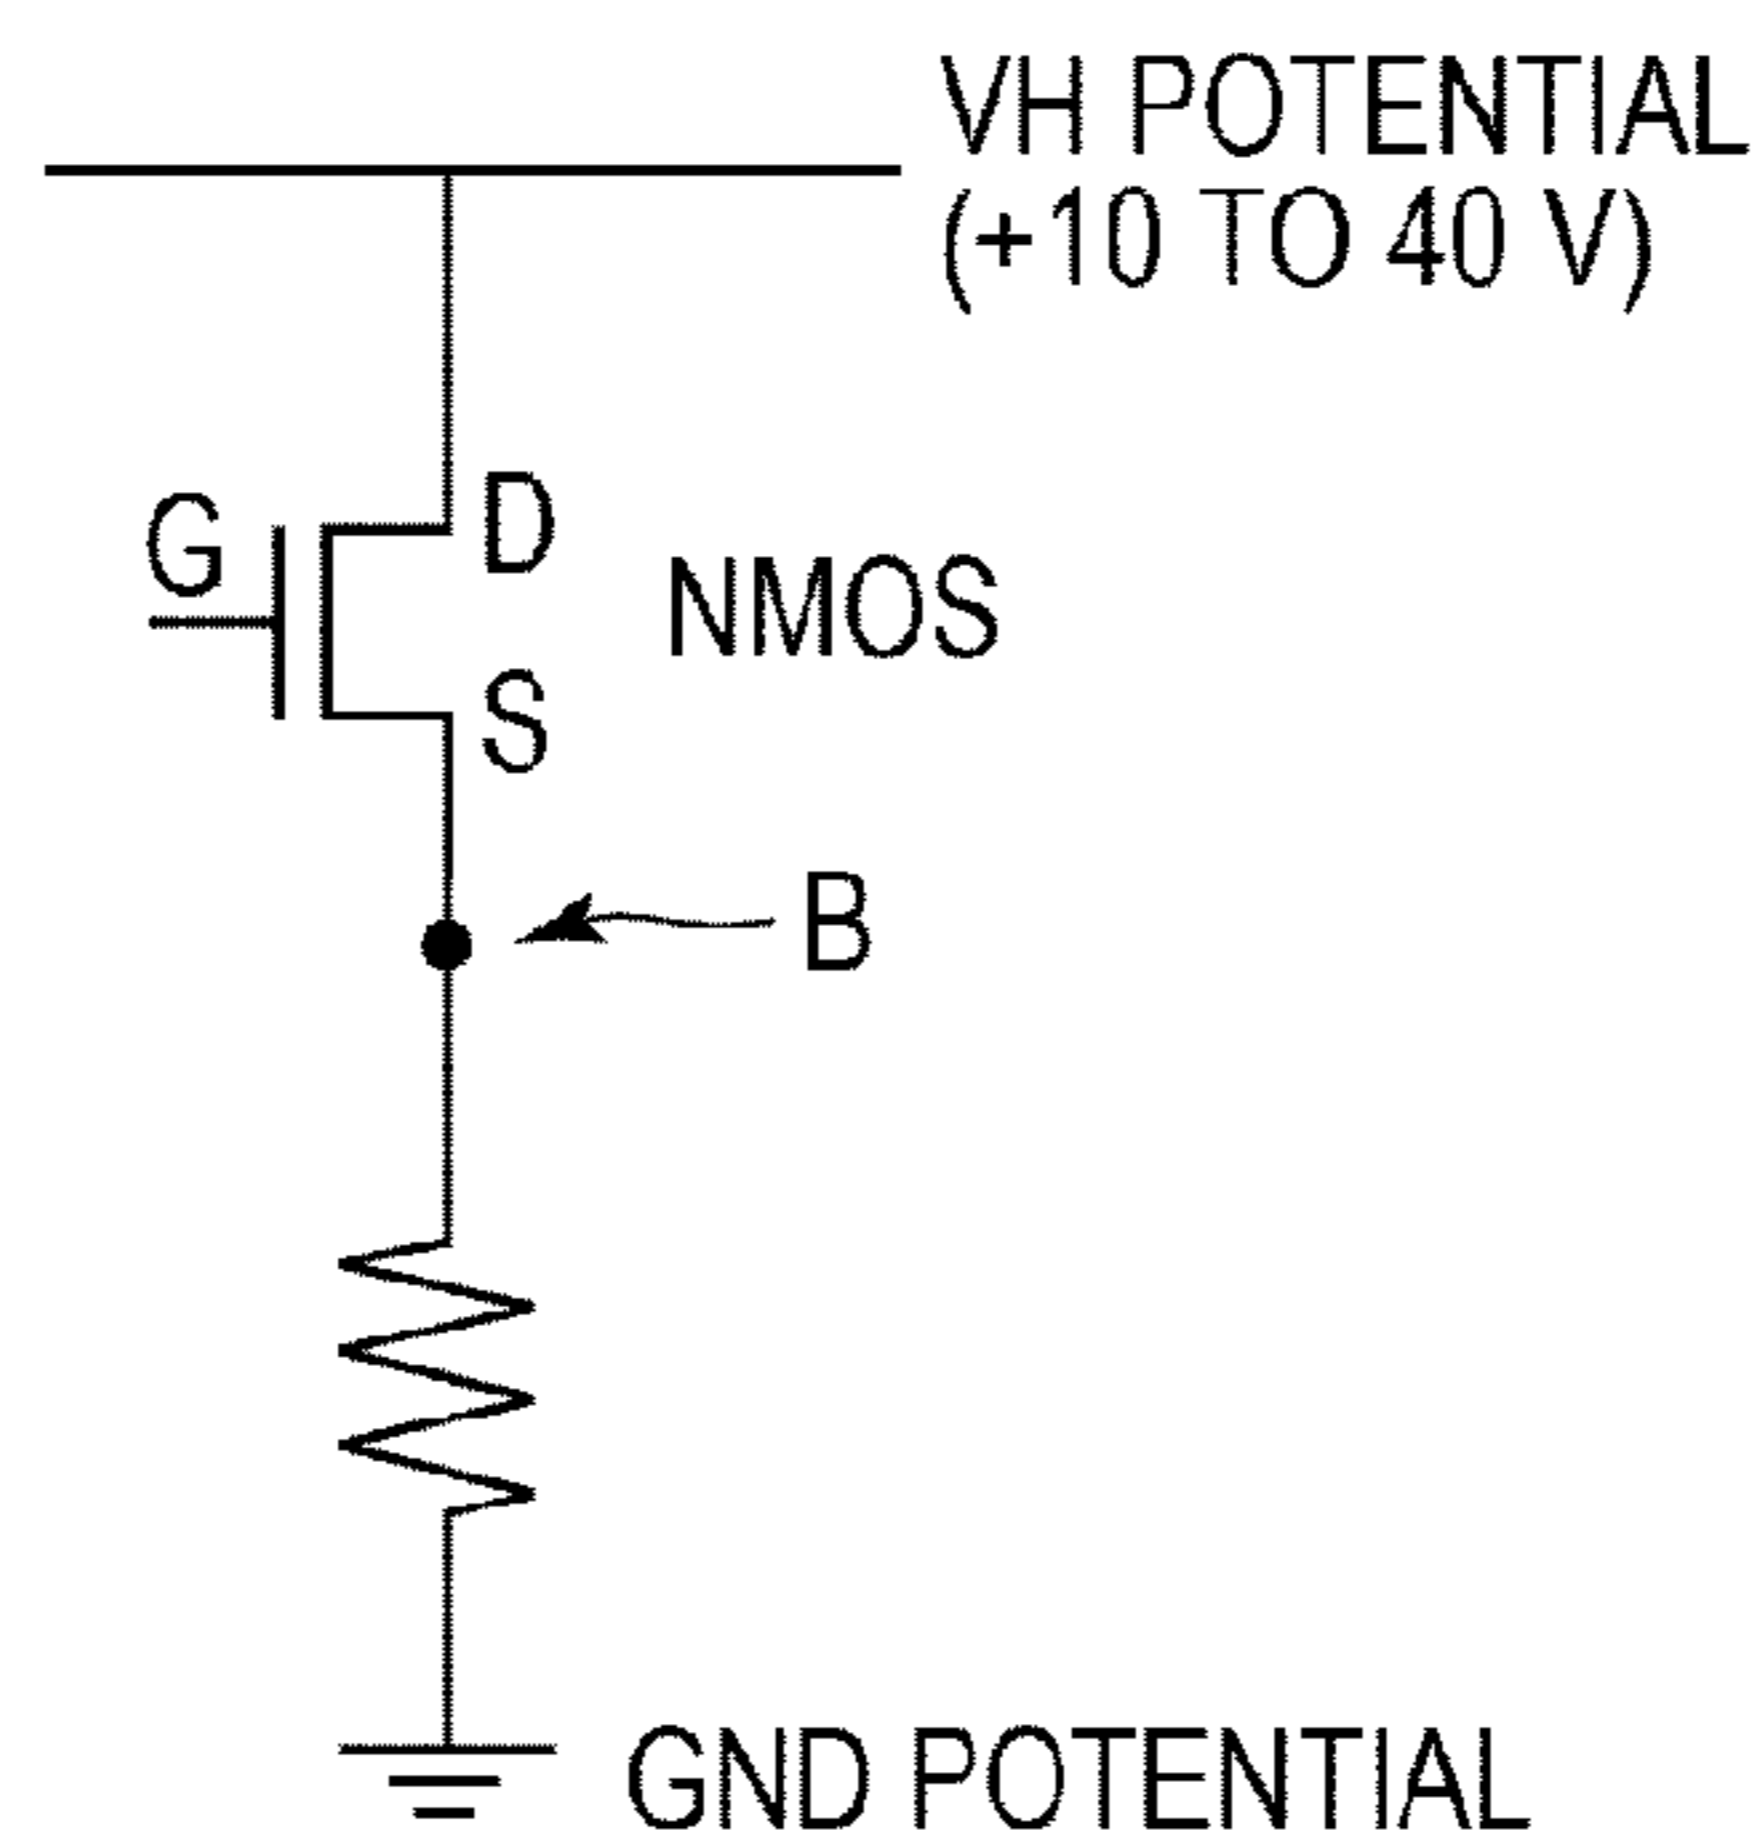 VH POTENTIAL
(+10 TO 40 V)
G
D
NMOS
S
B
GND POTENTIAL